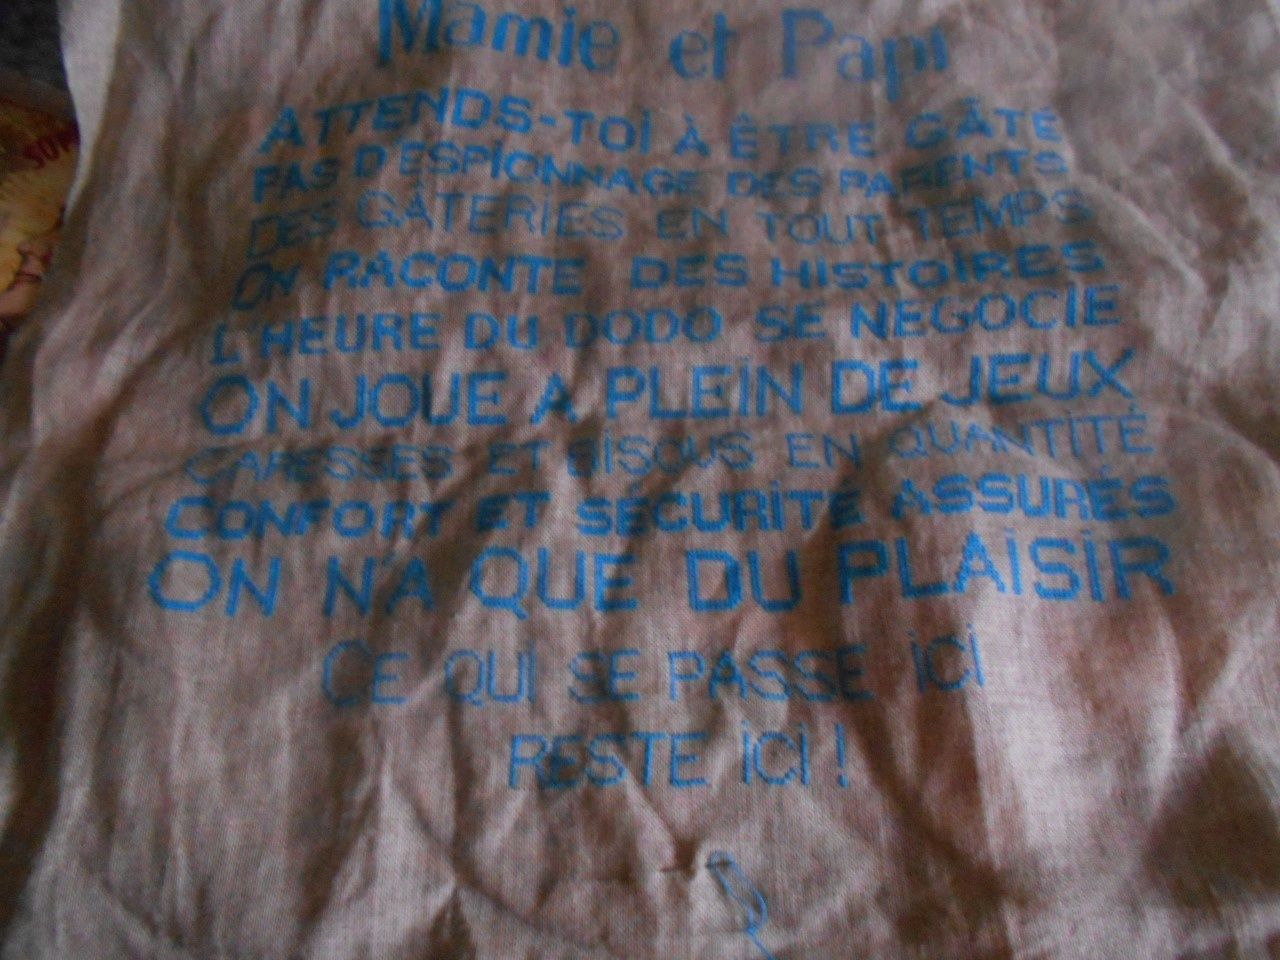 Mamie et Papi
ATTENDS-TOI À ÊTRE GÂTÉ
PAS D'ESPIONNAGE DES PARENTS
DES GÂTERIES EN TOUT TEMPS
ON RACONTE DES HISTOIRES
L'HEURE DU DODO SE NEGOCIE
ON JOUE A PLEIN DE JEUX
CARESSES ET BISOUS EN QUANTITÉ
CONFORT ET SÉCURITÉ ASSURÉS
ON N'A QUE DU PLAISIR
CE QUI SE PASSE ICI
RESTE ICI !